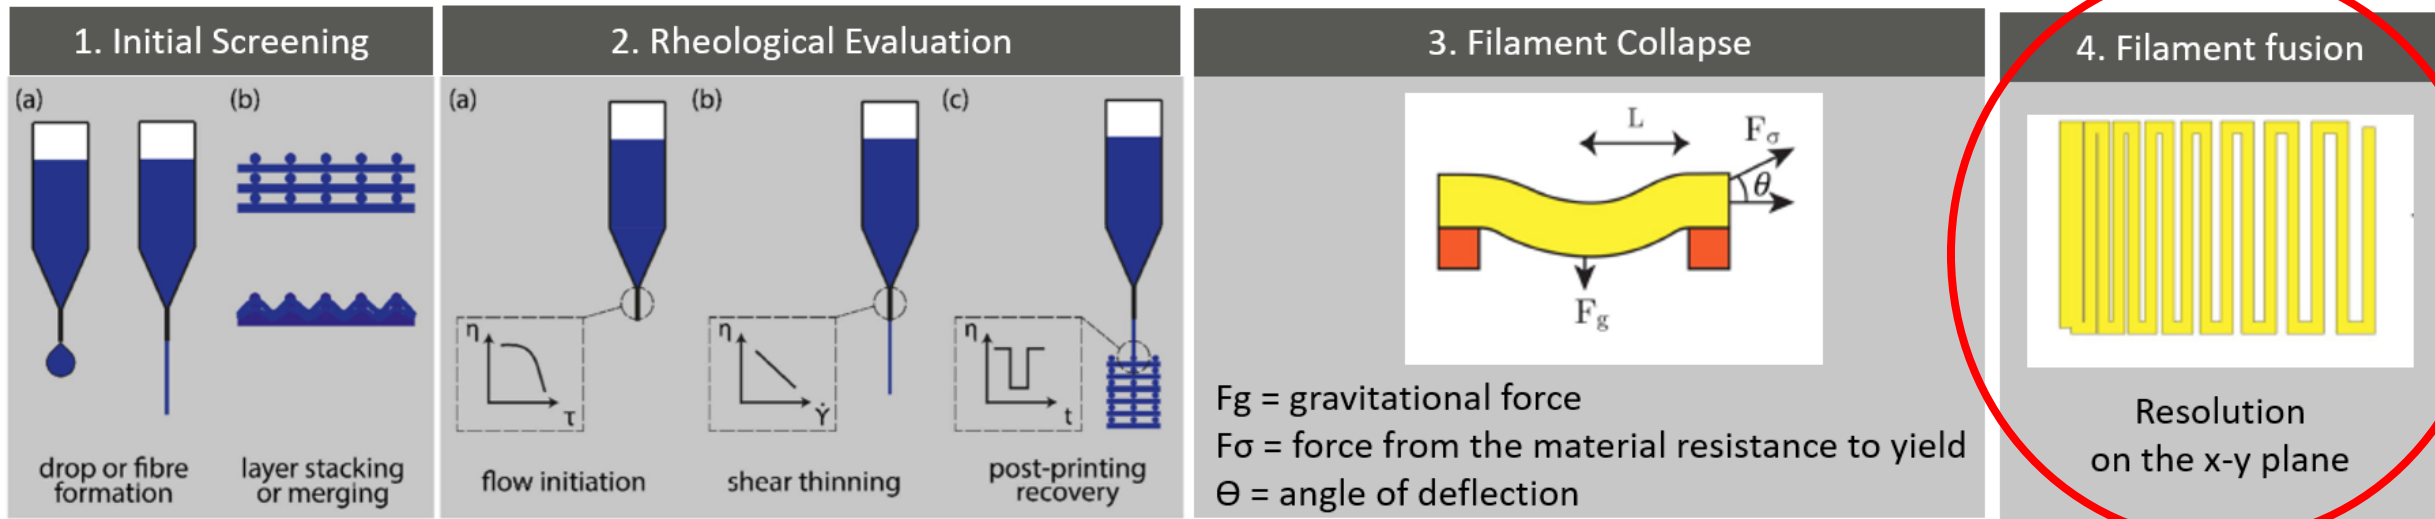 1. Initial Screening
(a)
(b)
drop or fibre
formation
layer stacking
or merging
2. Rheological Evaluation
(a)
η
τ
flow initiation
(b)
η
γ̇
shear thinning
(c)
η
t
post-printing
recovery
3. Filament Collapse
L
Fσ
θ
Fg
Fg = gravitational force
Fσ = force from the material resistance to yield
ϴ = angle of deflection
4. Filament fusion
Resolution
on the x-y plane